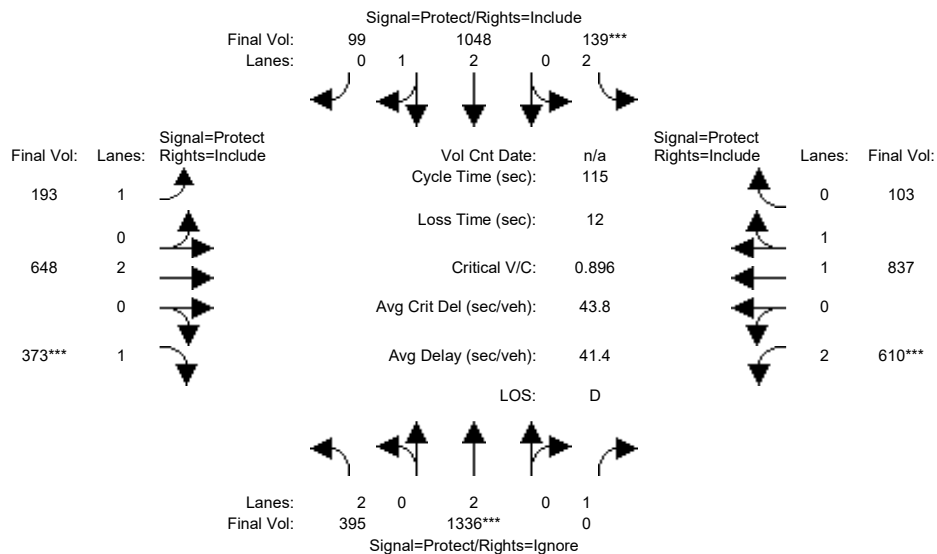 Signal=Protect/Rights=Include
Final Vol: 99 1048 139***
Lanes: 0 1 2 0 2
Signal=Protect
Final Vol: Lanes: Rights=Include
Vol Cnt Date: n/a
Signal=Protect
Rights=Include Lanes: Final Vol:
Cycle Time (sec): 115
193 1
0 103
Loss Time (sec): 12
0
1
648 2
Critical V/C: 0.896
1 837
0
Avg Crit Del (sec/veh): 43.8
0
373*** 1
Avg Delay (sec/veh): 41.4
2 610***
LOS: D
Lanes: 2 0 2 0 1
Final Vol: 395 1336*** 0
Signal=Protect/Rights=Ignore